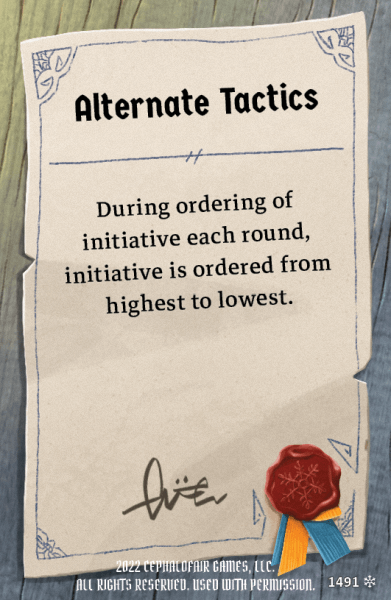 Alternate Tactics
During ordering of
initiative each round,
initiative is ordered from
highest to lowest.
2022 CEPHALOFAIR GAMES, LLC.
ALL RIGHTS RESERVED. USED WITH PERMISSION.
1491